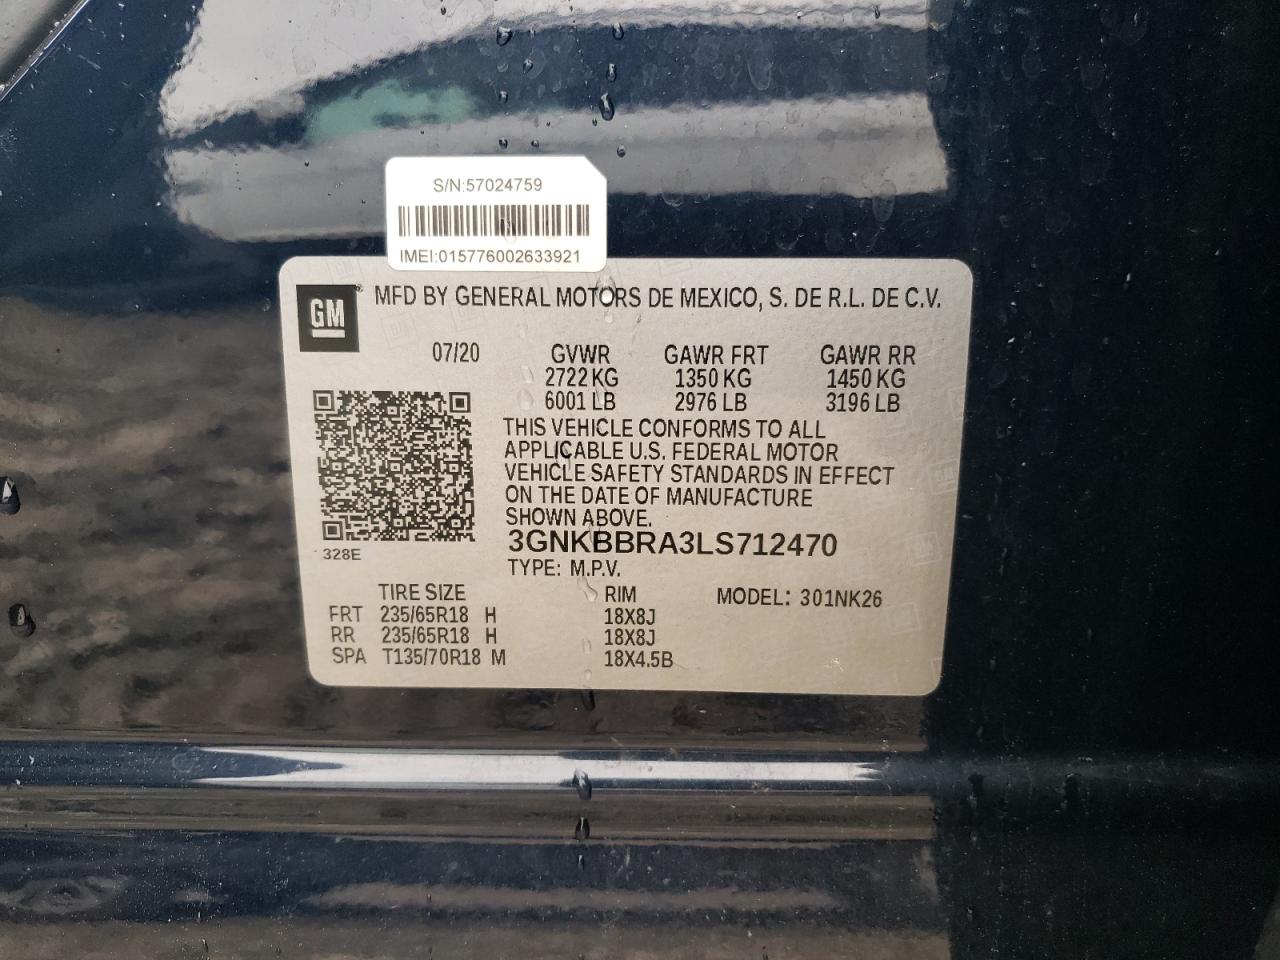 S/N:57024759
IMEI:015776002633921
GM
MFD BY GENERAL MOTORS DE MEXICO, S. DE R.L. DE C.V.
07/20 GVWR GAWR FRT GAWR RR
2722 KG 1350 KG 1450 KG
6001 LB 2976 LB 3196 LB
THIS VEHICLE CONFORMS TO ALL
APPLICABLE U.S. FEDERAL MOTOR
VEHICLE SAFETY STANDARDS IN EFFECT
ON THE DATE OF MANUFACTURE
SHOWN ABOVE.
3GNKBBRA3LS712470
328E
TYPE: M.P.V.
TIRE SIZE RIM MODEL: 301NK26
FRT 235/65R18 H 18X8J
RR 235/65R18 H 18X8J
SPA T135/70R18 M 18X4.5B